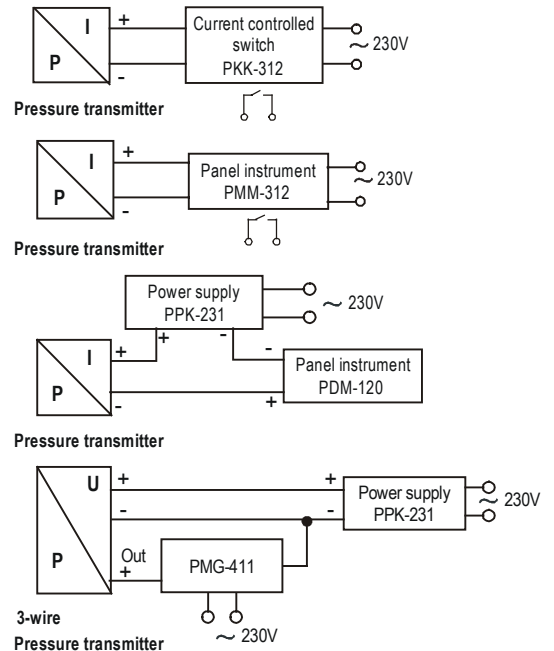 I
+
Current controlled
switch
PKK-312
~ 230V
P
-
Pressure transmitter
I
+
Panel instrument
PMM-312
~ 230V
P
-
Pressure transmitter
Power supply
PPK-231
~ 230V
+
-
I
+
-
Panel instrument
PDM-120
P
-
+
Pressure transmitter
U
+
+
Power supply
PPK-231
~ 230V
-
-
P
Out
+
PMG-411
3-wire
~ 230V
Pressure transmitter